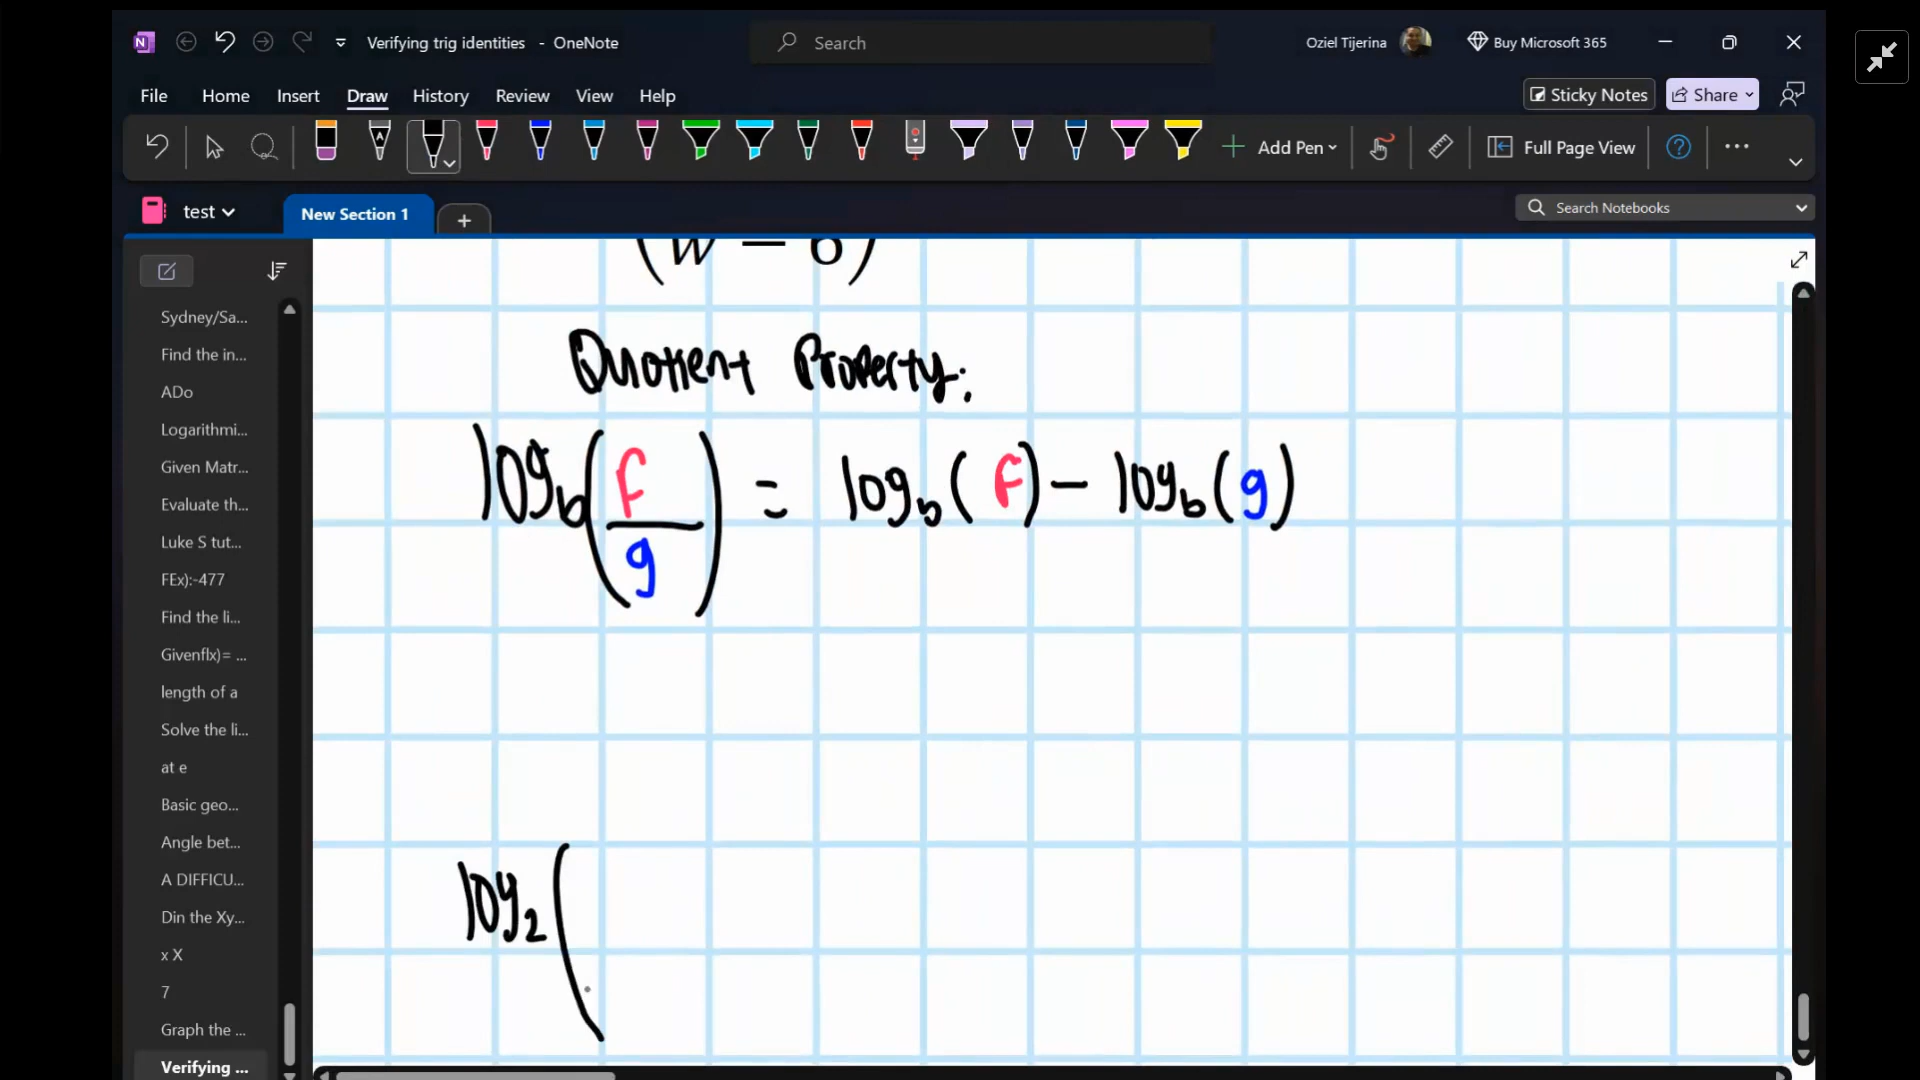 Verifying trig identities - OneNote
Search
Oziel Tijerina
Buy Microsoft 365
File Home Insert Draw History Review View Help
Sticky Notes
Share
Add Pen
Full Page View
test
New Section 1
Search Notebooks
Sydney/Sa...
Find the in...
ADo
Logarithmi...
Given Matr...
Evaluate th...
Luke S tut...
FEx):-477
Find the li...
Givenflx)= ...
length of a
Solve the li...
at e
Basic geo...
Angle bet...
A DIFFICU...
Din the Xy...
x X
7
Graph the ...
Verifying ...
(w – 6)
Quotient Property:
log_b(f/g) = log_b(f) - log_b(g)
log_2(